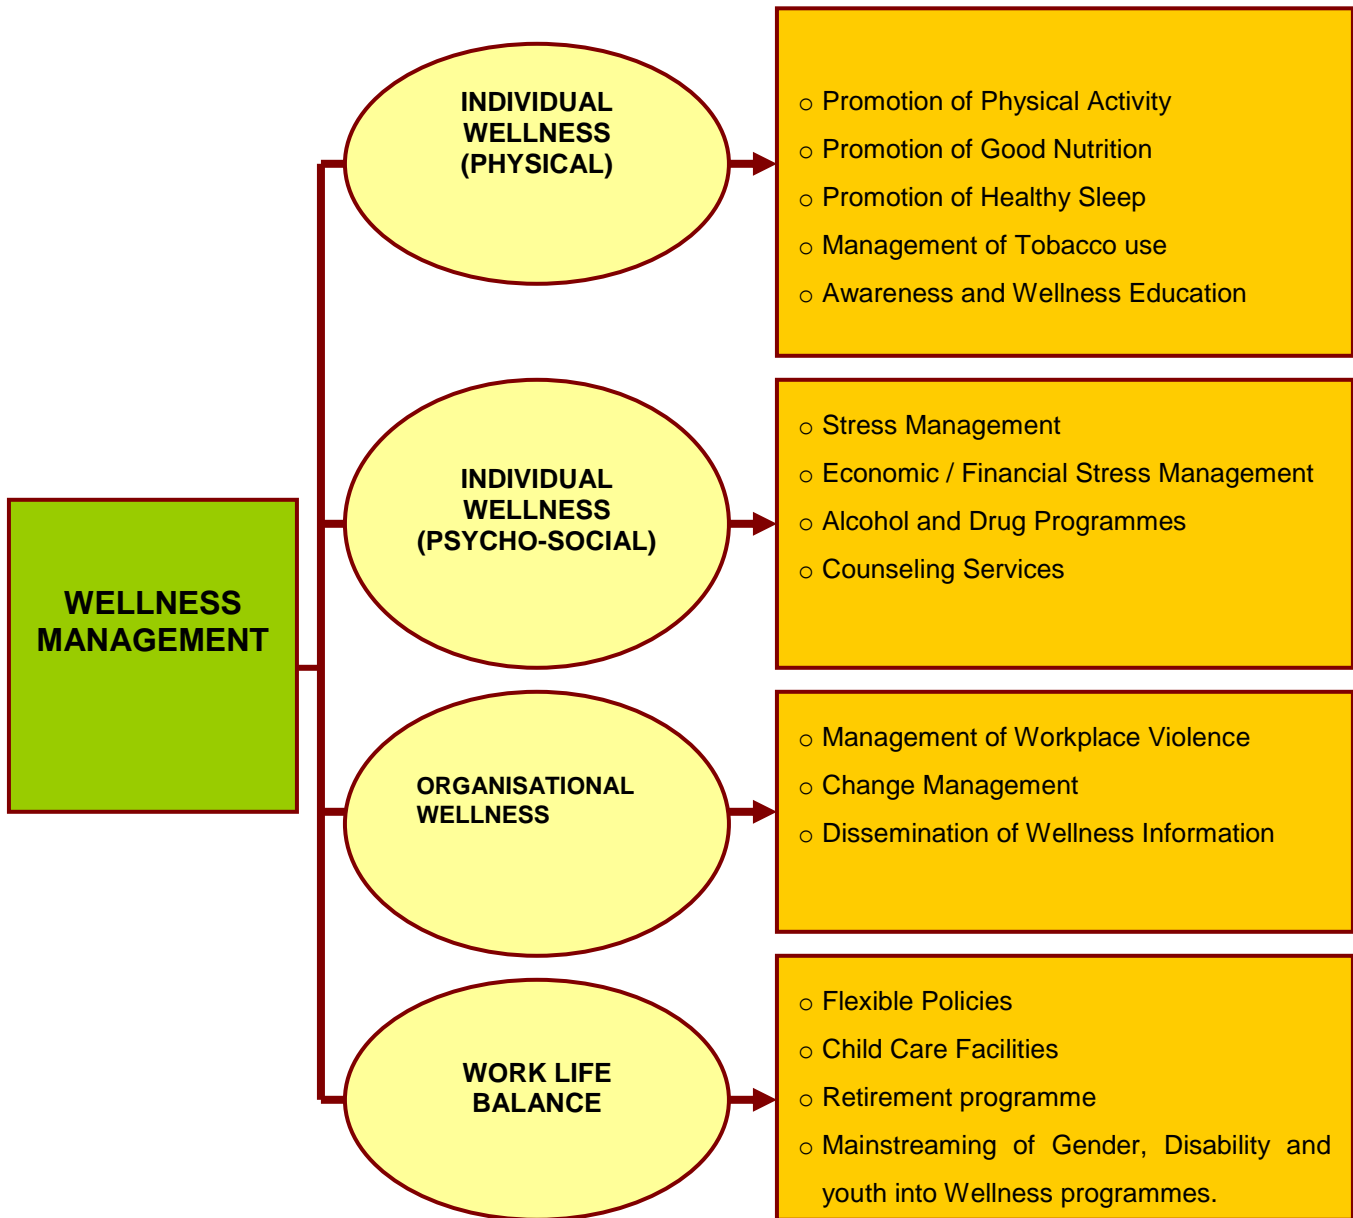 WELLNESS
MANAGEMENT
INDIVIDUAL
WELLNESS
(PHYSICAL)
o Promotion of Physical Activity
o Promotion of Good Nutrition
o Promotion of Healthy Sleep
o Management of Tobacco use
o Awareness and Wellness Education
INDIVIDUAL
WELLNESS
(PSYCHO-SOCIAL)
o Stress Management
o Economic / Financial Stress Management
o Alcohol and Drug Programmes
o Counseling Services
ORGANISATIONAL
WELLNESS
o Management of Workplace Violence
o Change Management
o Dissemination of Wellness Information
WORK LIFE
BALANCE
o Flexible Policies
o Child Care Facilities
o Retirement programme
o Mainstreaming of Gender, Disability and
youth into Wellness programmes.